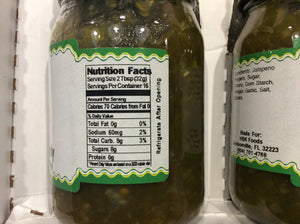 Nutrition Facts
Serving Size 2 Tbsp (32g)
Servings Per Container 16
Amount Per Serving
Calories 70 Calories from Fat 0
% Daily Value
Total Fat 0g 0%
Sodium 60mg 2%
Total Carb. 9g 3%
Sugars 8g
Protein 0g
Refrigerate After Opening
Jalapeno
Sugar,
Corn Starch,
Garlic, Salt,
Made For:
Foods
FL 32223